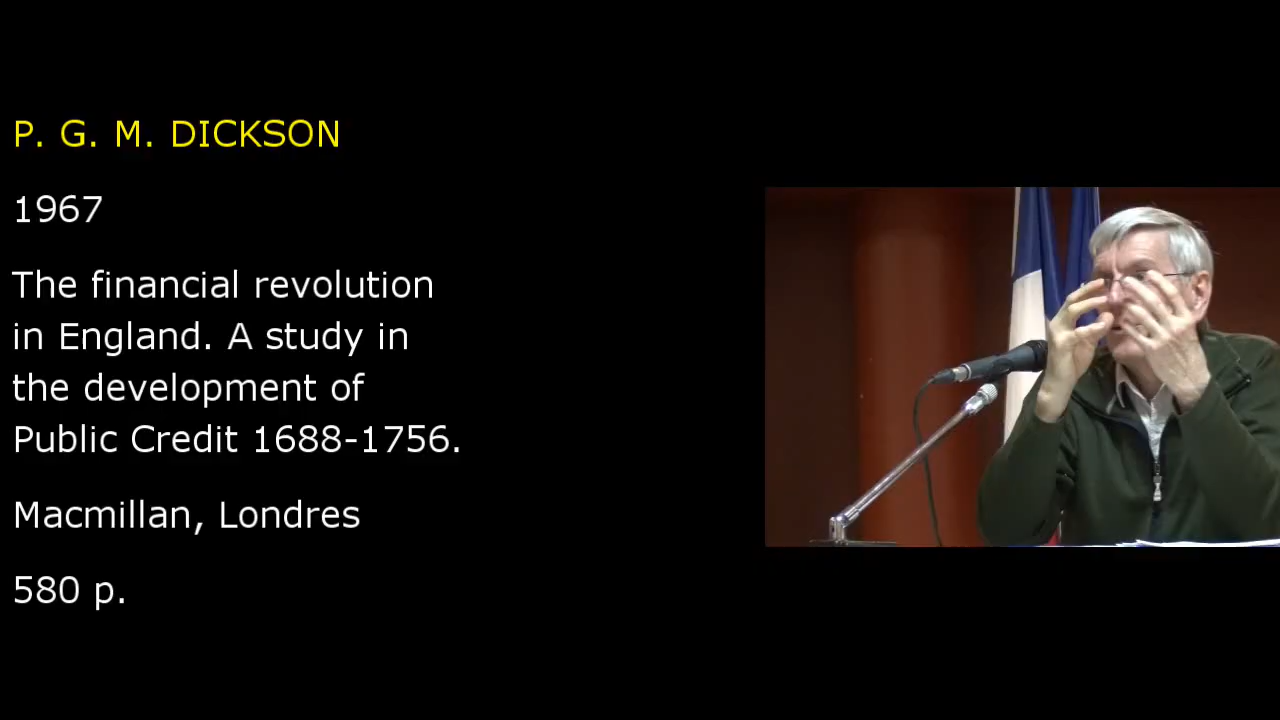 P. G. M. DICKSON
1967
The financial revolution
in England. A study in
the development of
Public Credit 1688-1756.
Macmillan, Londres
580 p.